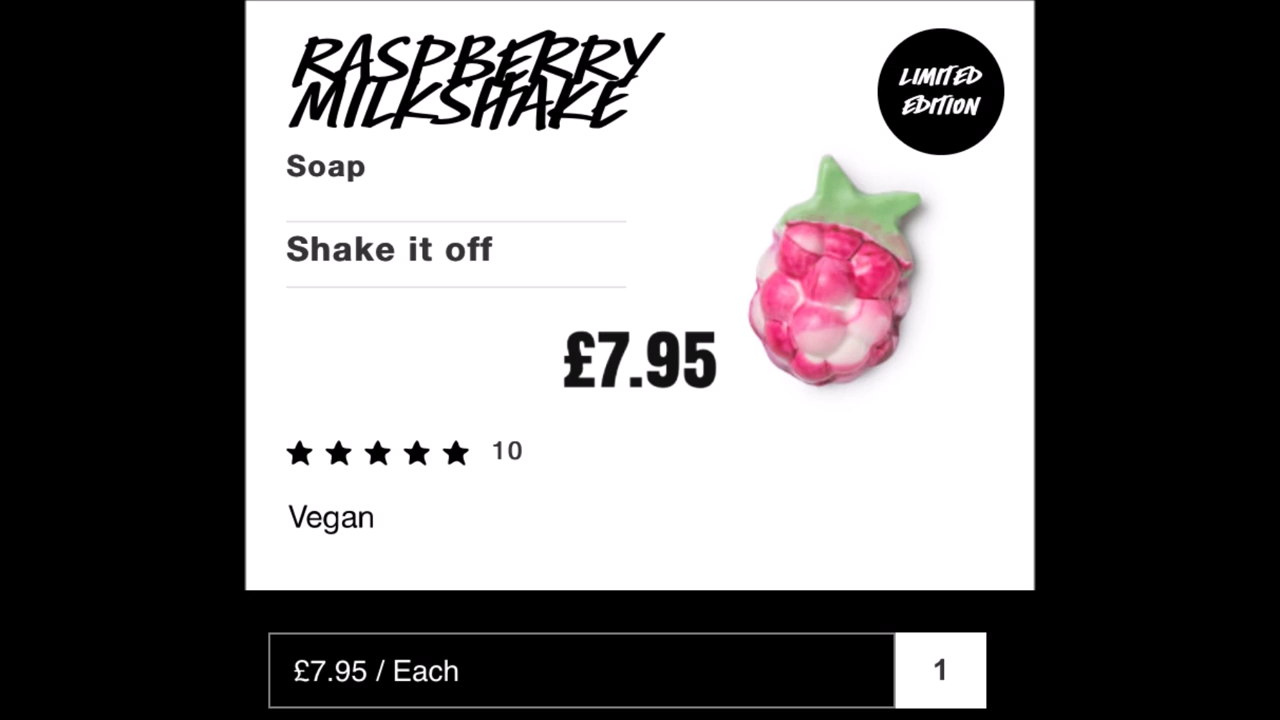 RASPBERRY
MILKSHAKE
LIMITED
EDITION
Soap
Shake it off
£7.95
10
Vegan
£7.95 / Each
1